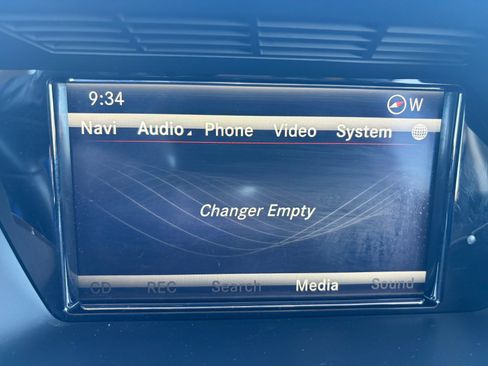 9:34 W
Navi Audio Phone Video System
Changer Empty
CD REC Search Media Sound